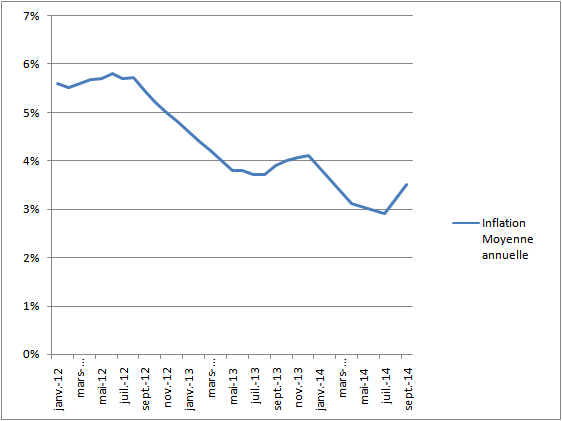 7%
6%
5%
4%
3%
2%
1%
0%
janv.-12
mars-...
mai-12
juil.-12
sept.-12
nov.-12
janv.-13
mars-...
mai-13
juil.-13
sept.-13
nov.-13
janv.-14
mars-...
mai-14
juil.-14
sept.-14
Inflation
Moyenne
annuelle